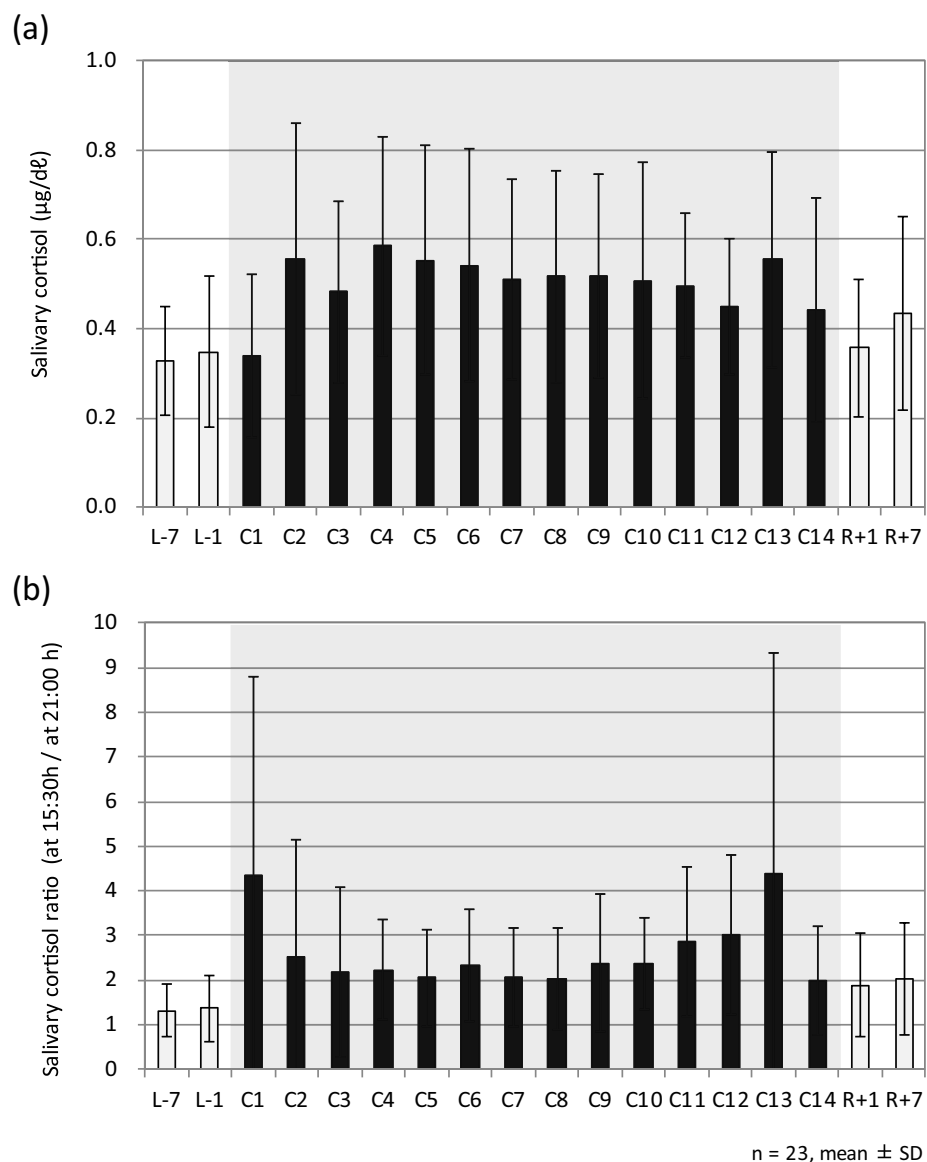 (a)
Salivary cortisol (µg/dℓ)
1.0
0.8
0.6
0.4
0.2
0.0
L-7 L-1 C1 C2 C3 C4 C5 C6 C7 C8 C9 C10 C11 C12 C13 C14 R+1 R+7
(b)
Salivary cortisol ratio (at 15:30h / at 21:00 h)
10
9
8
7
6
5
4
3
2
1
0
L-7 L-1 C1 C2 C3 C4 C5 C6 C7 C8 C9 C10 C11 C12 C13 C14 R+1 R+7
n = 23, mean ± SD